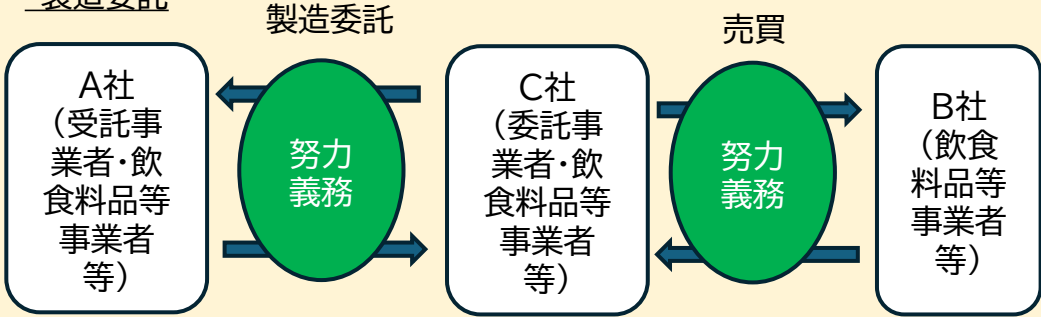 製造委託
製造委託
売買
A社
（受託事
業者・飲
食料品等
事業者
等）
努力
義務
C社
（委託事
業者・飲
食料品等
事業者
等）
努力
義務
B社
（飲食
料品等
事業者
等）